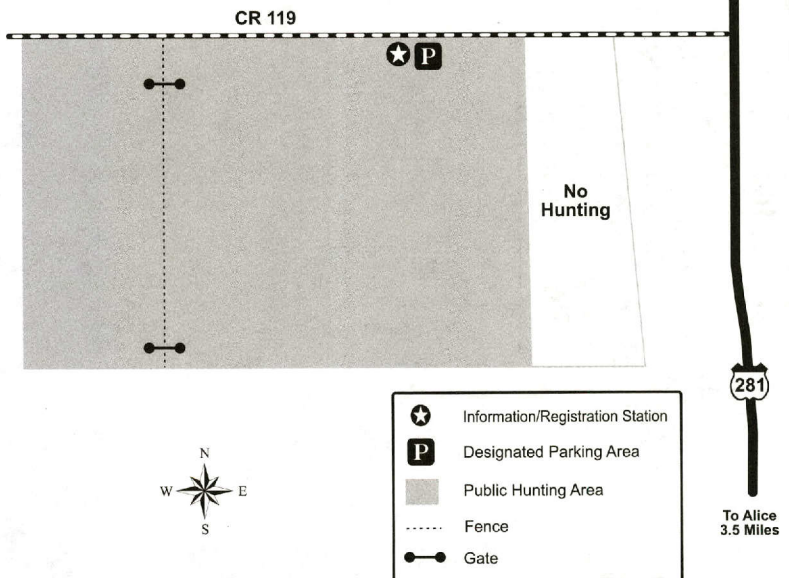 CR 119
P
No
Hunting
281
Information/Registration Station
P
Designated Parking Area
Public Hunting Area
Fence
Gate
N
W
E
S
To Alice
3.5 Miles